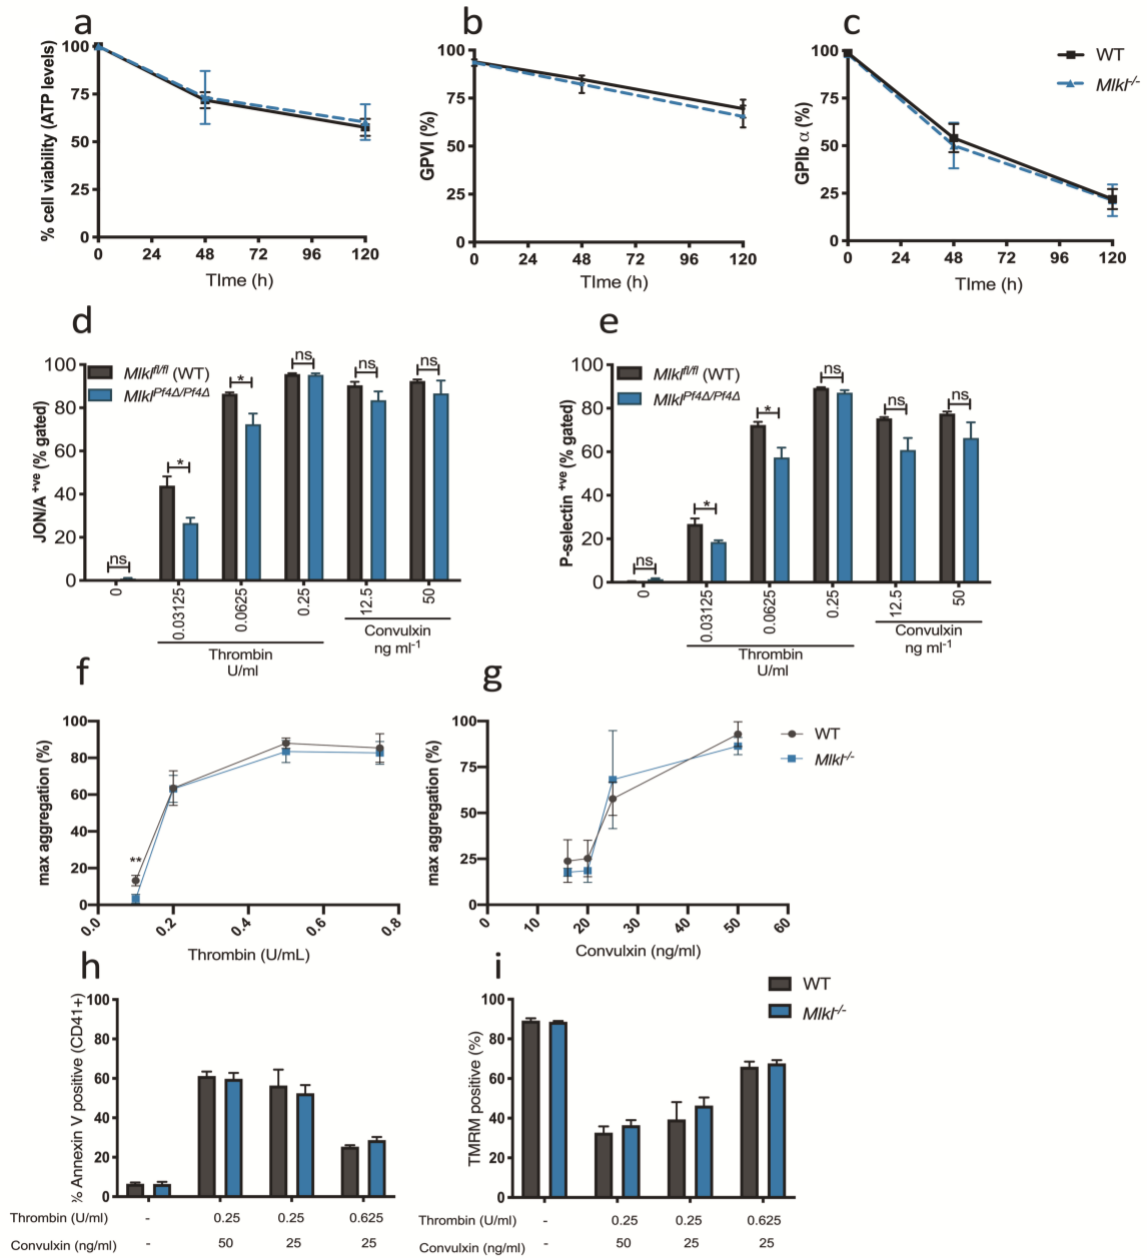 a
b
c
% cell viability (ATP levels)
100
75
50
25
0
0 24 48 72 96 120
TIme (h)
GPVI (%)
100
75
50
25
0
0 24 48 72 96 120
TIme (h)
GPIb α (%)
100
75
50
25
0
0 24 48 72 96 120
TIme (h)
WT
Mlkl-/-
d
JON/A +ve (% gated)
100
80
60
40
20
0
Mlklfl/fl (WT)
MlklPf4Δ/Pf4Δ
ns * * ns ns ns
0 0.03125 0.0625 0.25 12.5 50
Thrombin
U/ml
Convulxin
ng ml-1
e
P-selectin +ve (% gated)
100
80
60
40
20
0
Mlklfl/fl (WT)
MlklPf4Δ/Pf4Δ
ns * * ns ns ns
0 0.03125 0.0625 0.25 12.5 50
Thrombin
U/ml
Convulxin
ng ml-1
f
max aggregation (%)
100
80
60
40
20
0
**
0.0 0.2 0.4 0.6 0.8
Thrombin (U/mL)
g
max aggregation (%)
100
75
50
25
0
0 10 20 30 40 50 60
Convulxin (ng/ml)
WT
Mlkl-/-
h
% Annexin V positive (CD41+)
100
80
60
40
20
0
Thrombin (U/ml) - 0.25 0.25 0.625
Convulxin (ng/ml) - 50 25 25
i
TMRM positive (%)
100
80
60
40
20
0
WT
Mlkl-/-
Thrombin (U/ml) - 0.25 0.25 0.625
Convulxin (ng/ml) - 50 25 25